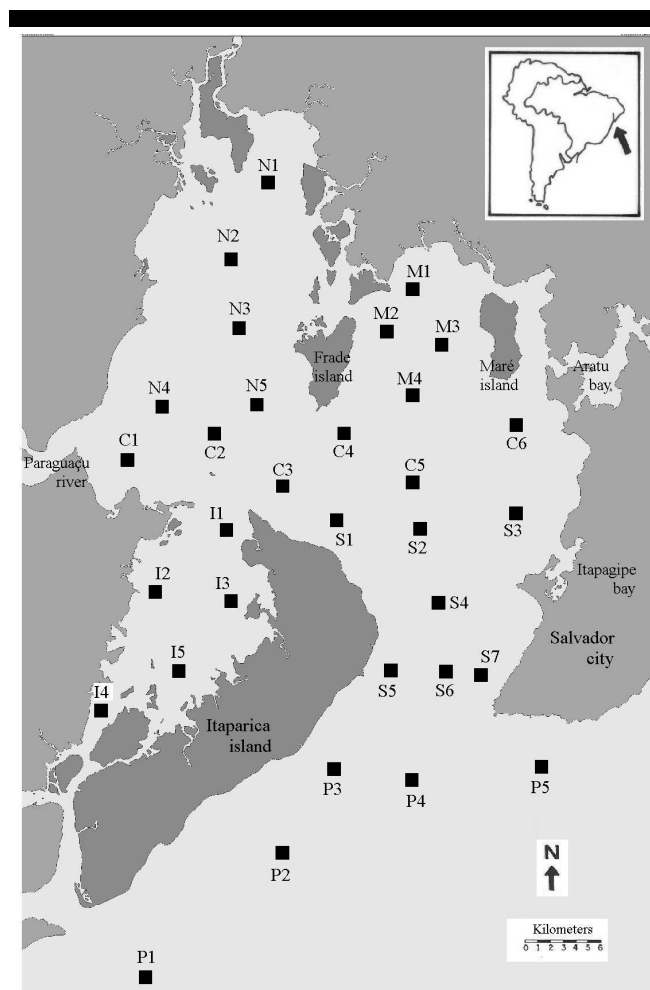 N1
N2
M1
M2
M3
N3
Frade
island
Maré
island
Aratu
bay
M4
N4
N5
C1
C2
C4
C6
Paraguaçu
river
C3
C5
I1
S1
S2
S3
I2
I3
Itapagipe
bay
S4
Salvador
city
I5
S5
S6
S7
I4
Itaparica
island
P3
P4
P5
P2
N
Kilometers
0 1 2 3 4 5 6
P1